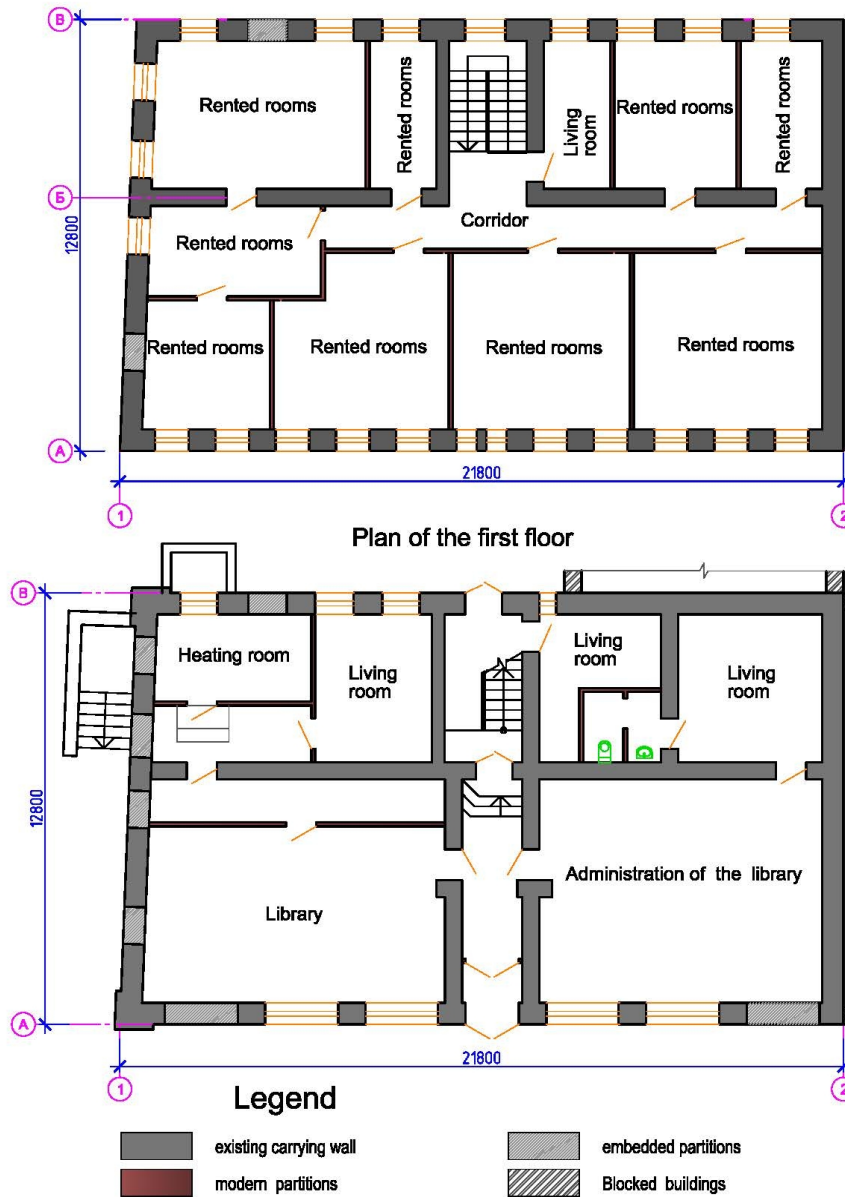 В
Rented rooms
Rented rooms
Living
room
Rented rooms
Rented rooms
Б
Corridor
12800
Rented rooms
Rented rooms
Rented rooms
Rented rooms
Rented rooms
А
21800
1
2
Plan of the first floor
В
Heating room
Living
room
Living
room
Living
room
12800
Administration of the library
Library
А
21800
1
2
Legend
existing carrying wall
embedded partitions
modern partitions
Blocked buildings